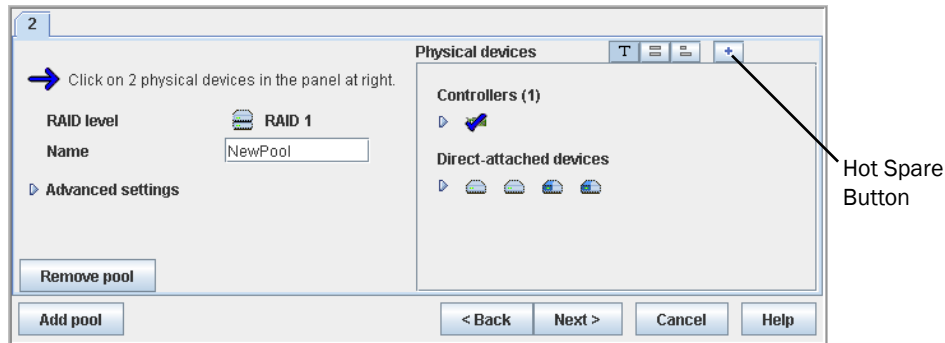 2
Physical devices T +
Click on 2 physical devices in the panel at right.
Controllers (1)
RAID level RAID 1
Name NewPool
Direct-attached devices
Advanced settings
Hot Spare
Button
Remove pool
Add pool < Back Next > Cancel Help